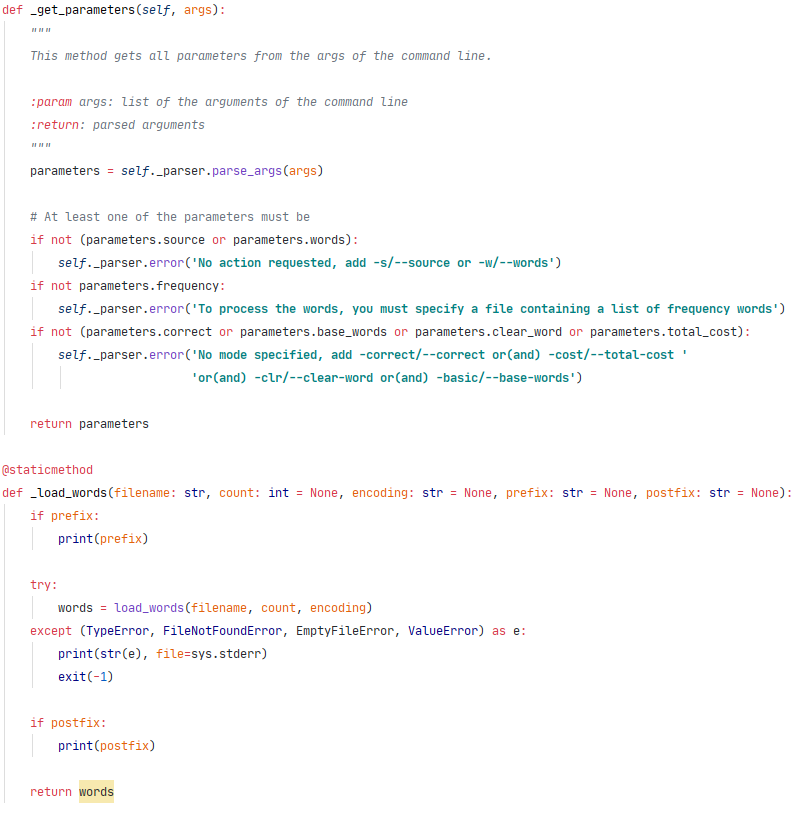 def _get_parameters(self, args):
    """
    This method gets all parameters from the args of the command line.

    :param args: list of the arguments of the command line
    :return: parsed arguments
    """
    parameters = self._parser.parse_args(args)

    # At least one of the parameters must be
    if not (parameters.source or parameters.words):
        self._parser.error('No action requested, add -s/--source or -w/--words')
    if not parameters.frequency:
        self._parser.error('To process the words, you must specify a file containing a list of frequency words')
    if not (parameters.correct or parameters.base_words or parameters.clear_word or parameters.total_cost):
        self._parser.error('No mode specified, add -correct/--correct or(and) -cost/--total-cost '
                           'or(and) -clr/--clear-word or(and) -basic/--base-words')

    return parameters

@staticmethod
def _load_words(filename: str, count: int = None, encoding: str = None, prefix: str = None, postfix: str = None):
    if prefix:
        print(prefix)

    try:
        words = load_words(filename, count, encoding)
    except (TypeError, FileNotFoundError, EmptyFileError, ValueError) as e:
        print(str(e), file=sys.stderr)
        exit(-1)

    if postfix:
        print(postfix)

    return words